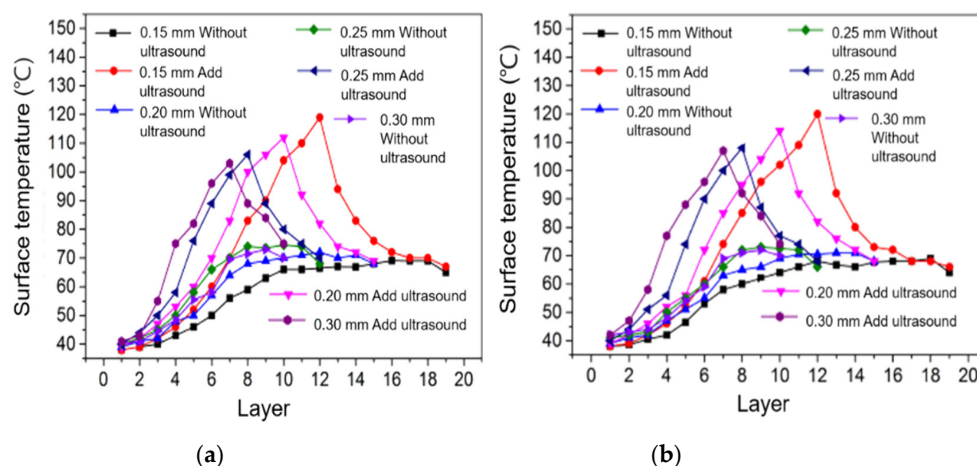 150
140
130
120
110
100
90
80
70
60
50
40
Surface temperature (°C)
0.15 mm Without
ultrasound
0.15 mm Add
ultrasound
0.20 mm Without
ultrasound
0.25 mm Without
ultrasound
0.25 mm Add
ultrasound
0.30 mm
Without
ultrasound
0.20 mm Add ultrasound
0.30 mm Add ultrasound
0 2 4 6 8 10 12 14 16 18 20
Layer
(a)
150
140
130
120
110
100
90
80
70
60
50
40
Surface temperature (°C)
0.15 mm Without
ultrasound
0.15 mm Add
ultrasound
0.20 mm Without
ultrasound
0.25 mm Without
ultrasound
0.25 mm Add
ultrasound
0.30 mm
Without
ultrasound
0.20 mm Add ultrasound
0.30 mm Add ultrasound
0 2 4 6 8 10 12 14 16 18 20
Layer
(b)